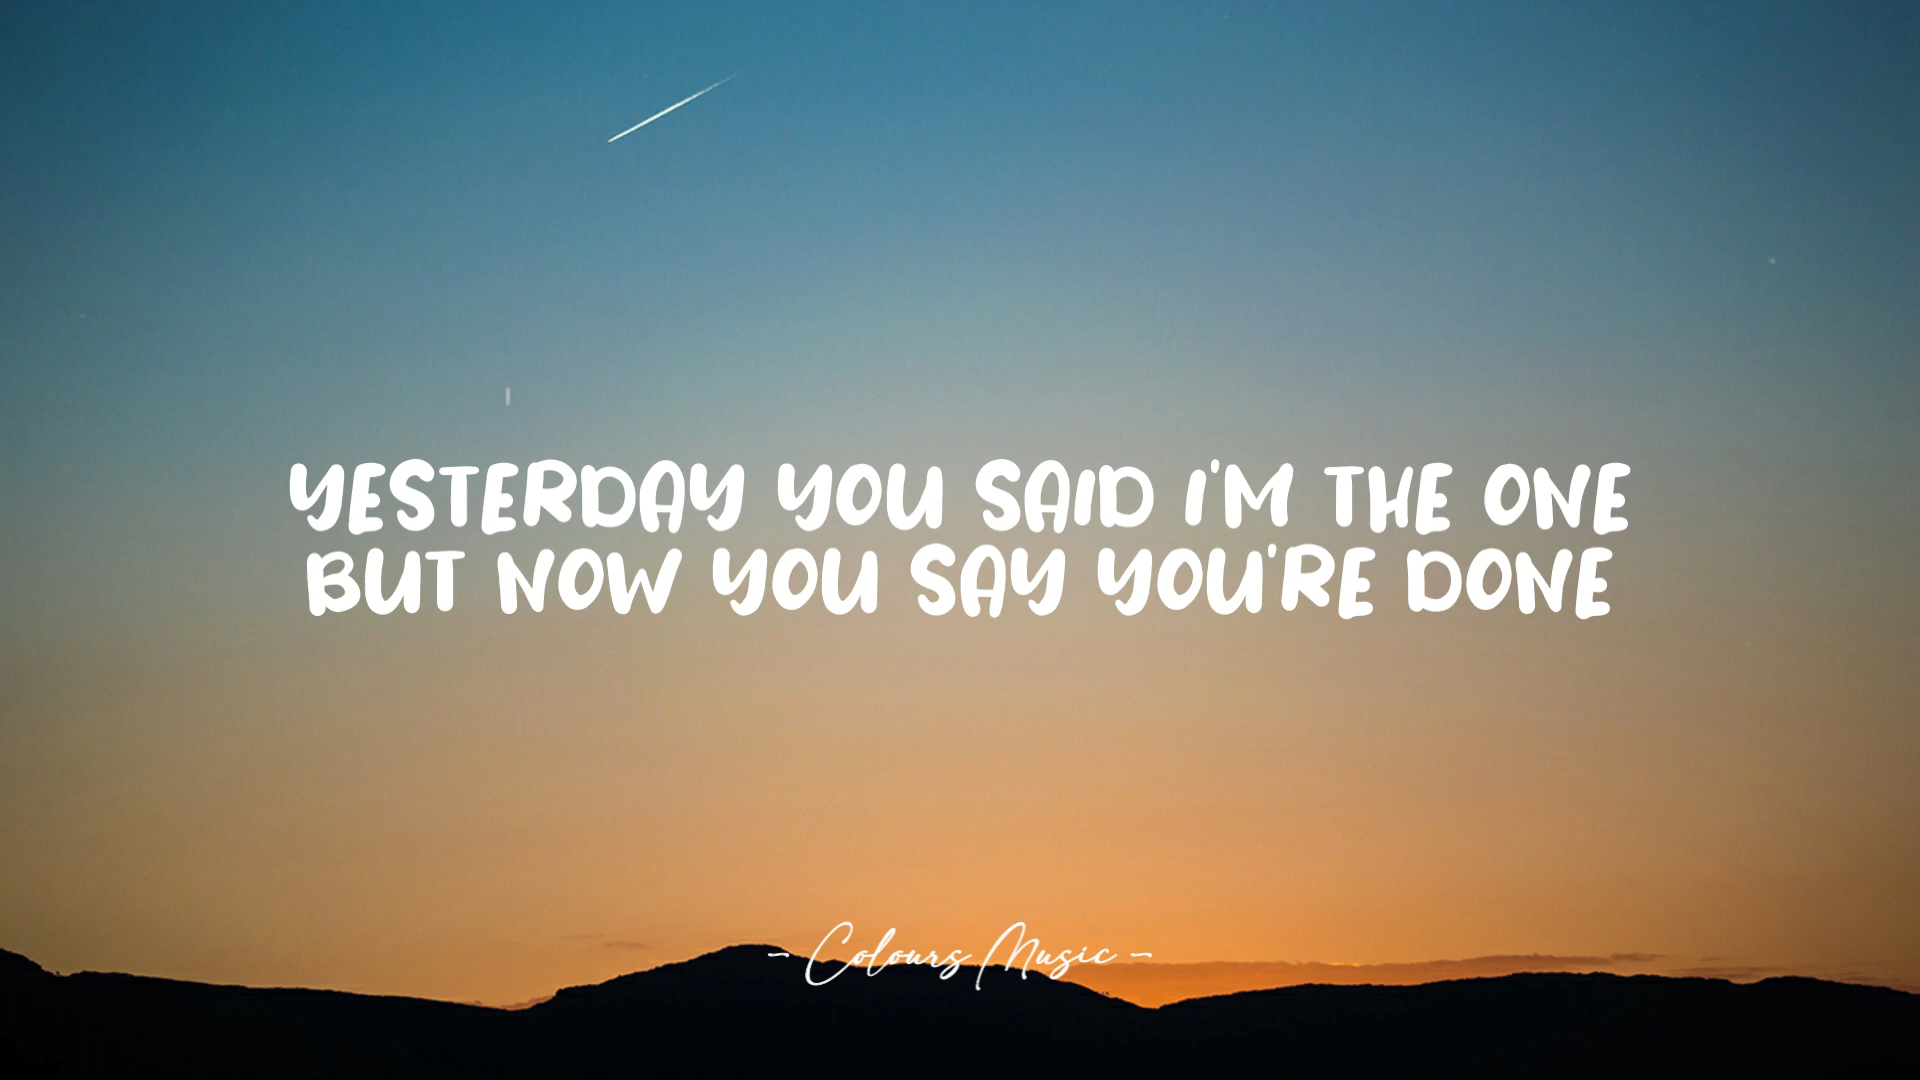 YESTERDAY YOU SAID I'M THE ONE
BUT NOW YOU SAY YOU'RE DONE
- Colours Music -